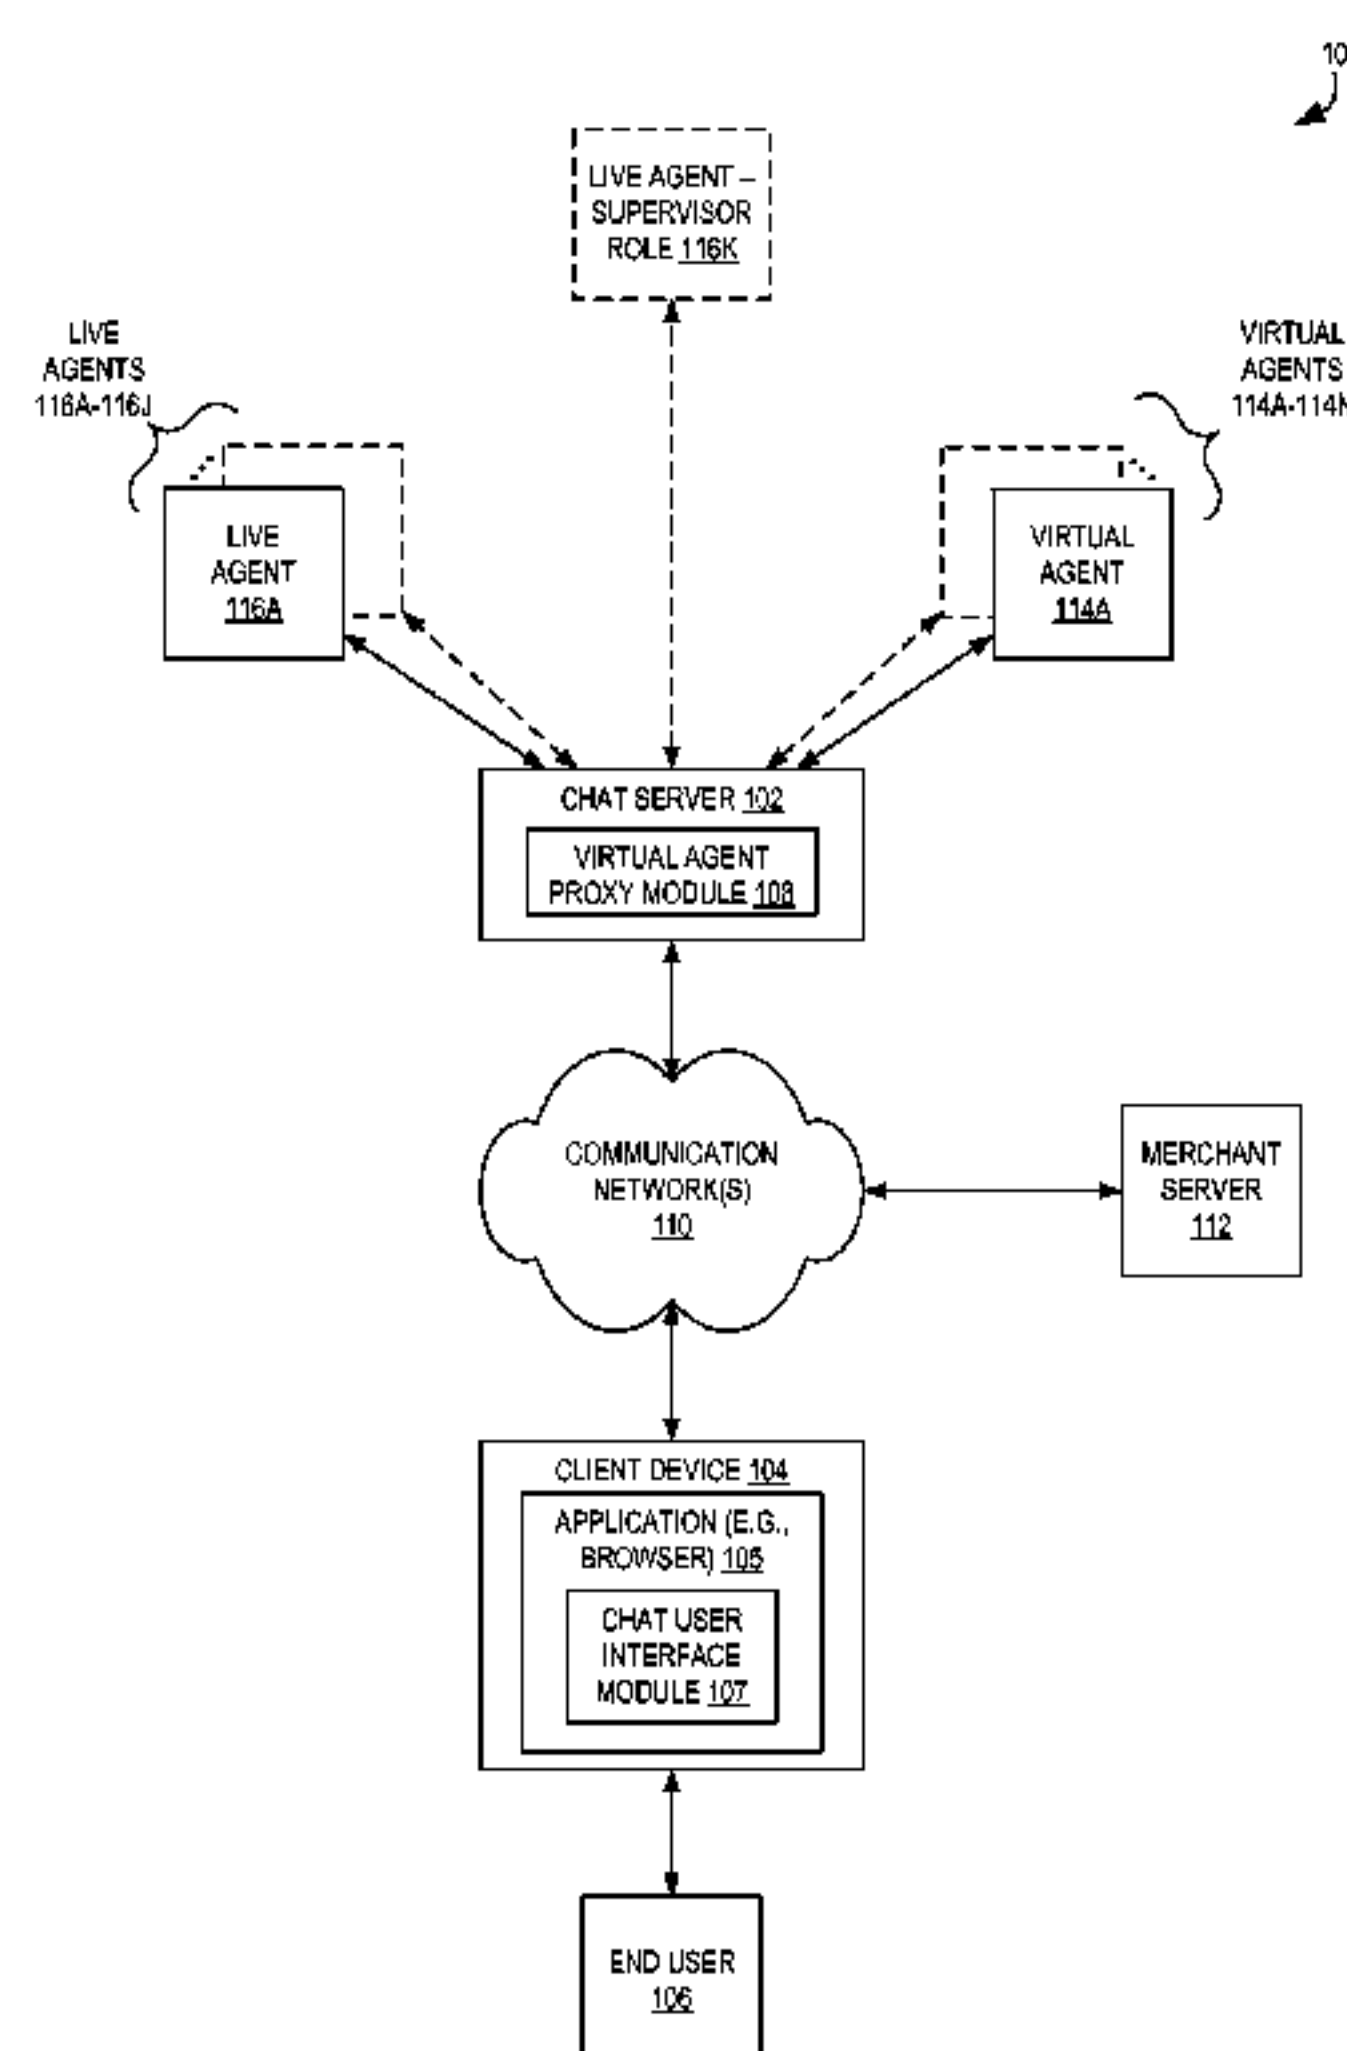 10
LIVE AGENT –
SUPERVISOR
ROLE 116K
LIVE
AGENTS
116A-116J
VIRTUAL
AGENTS
114A-114N
LIVE
AGENT
116A
VIRTUAL
AGENT
114A
CHAT SERVER 102
VIRTUAL AGENT
PROXY MODULE 108
COMMUNICATION
NETWORK(S)
110
MERCHANT
SERVER
112
CLIENT DEVICE 104
APPLICATION (E.G.,
BROWSER) 105
CHAT USER
INTERFACE
MODULE 107
END USER
106